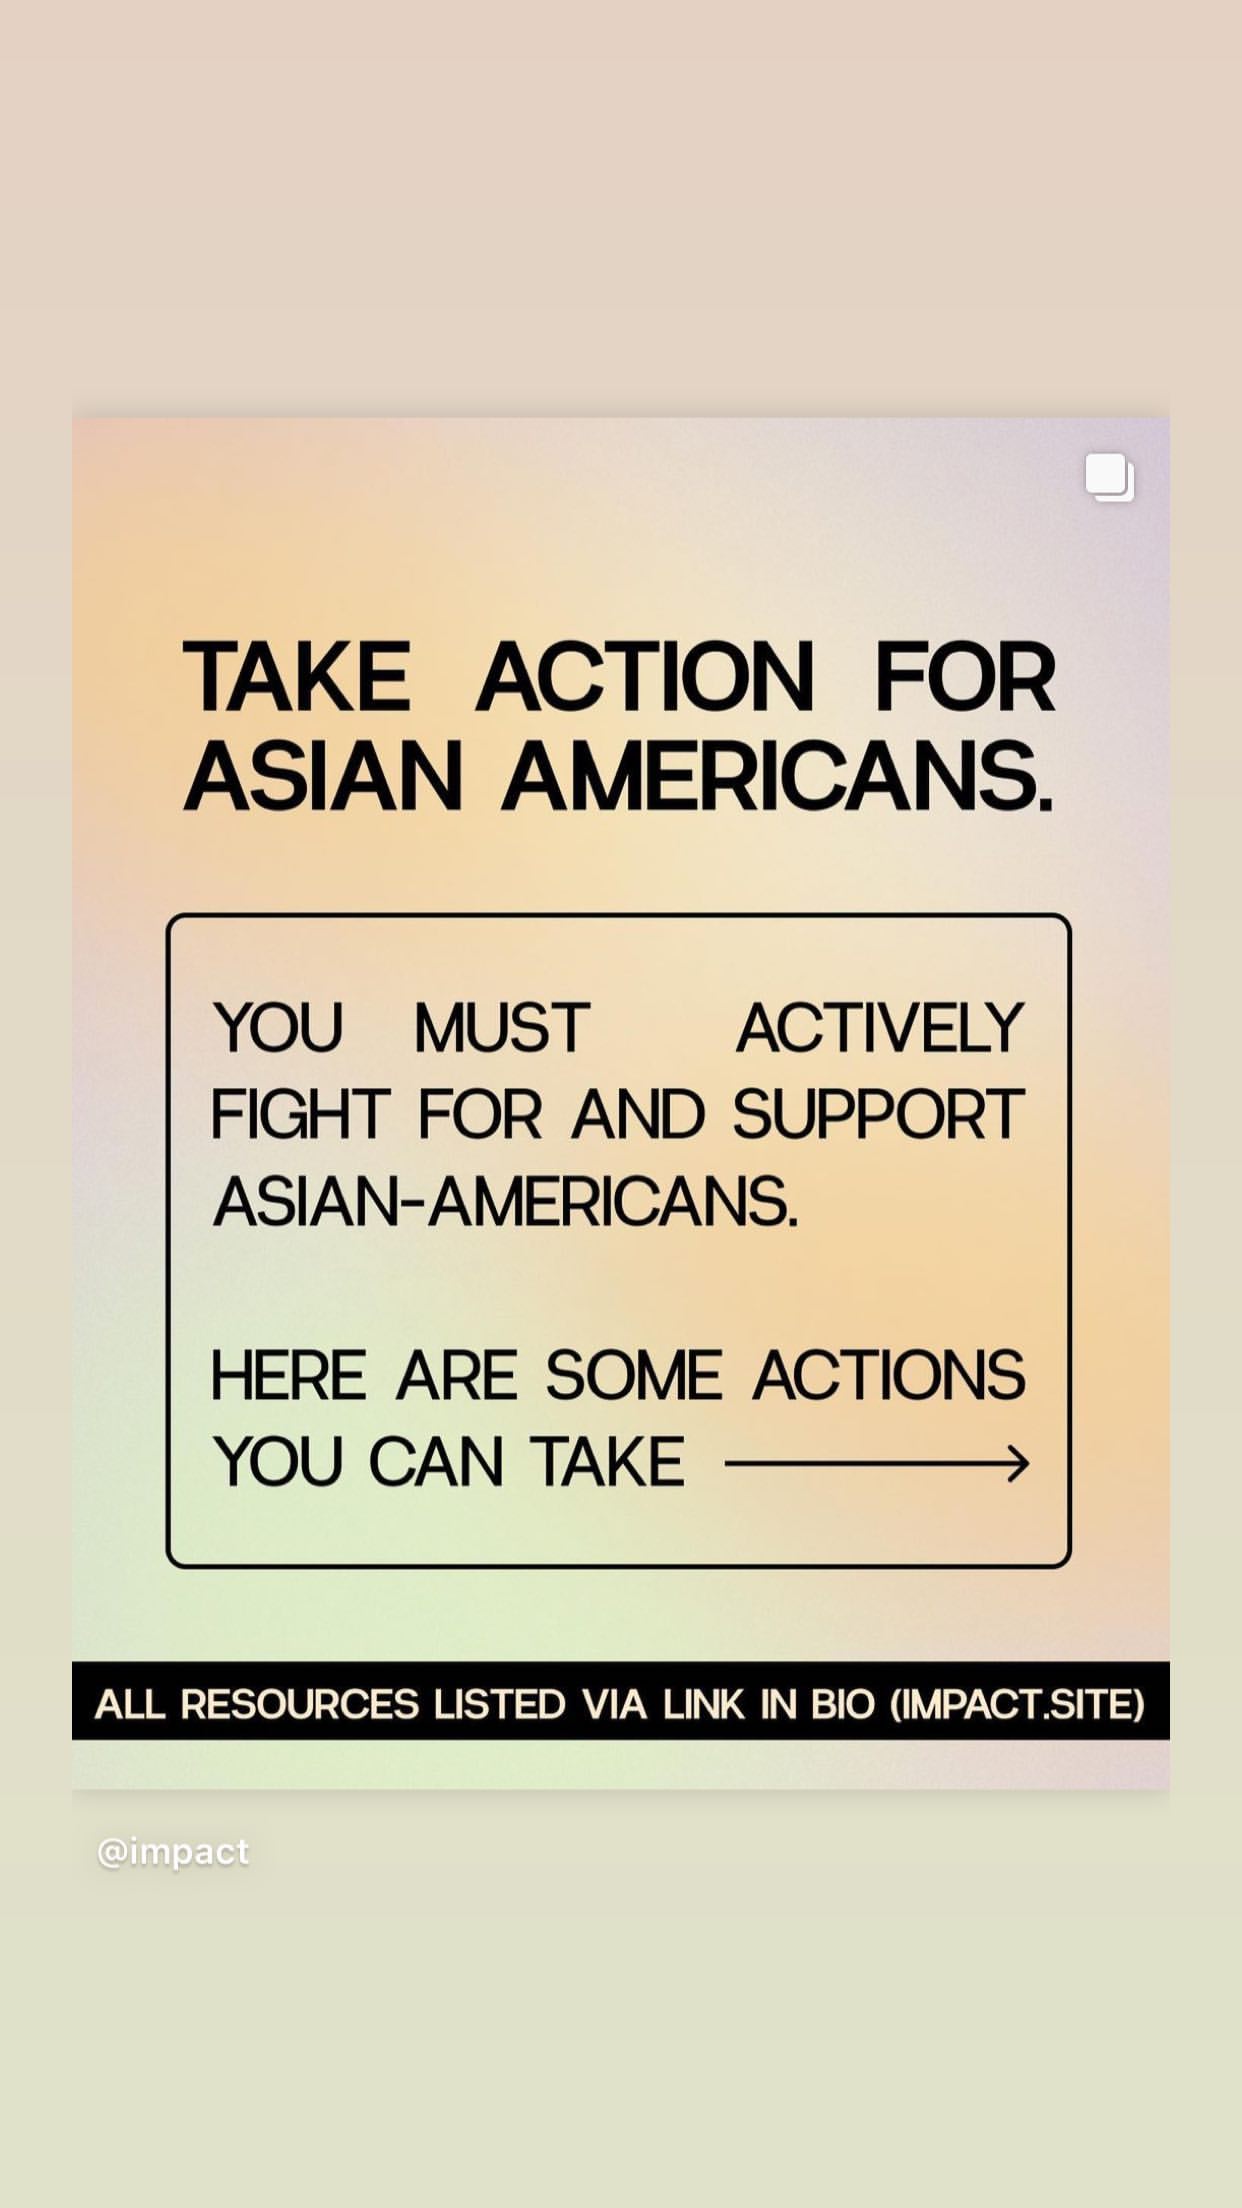 TAKE ACTION FOR
ASIAN AMERICANS.
YOU MUST ACTIVELY
FIGHT FOR AND SUPPORT
ASIAN-AMERICANS.
HERE ARE SOME ACTIONS
YOU CAN TAKE
ALL RESOURCES LISTED VIA LINK IN BIO (IMPACT.SITE)
@impact